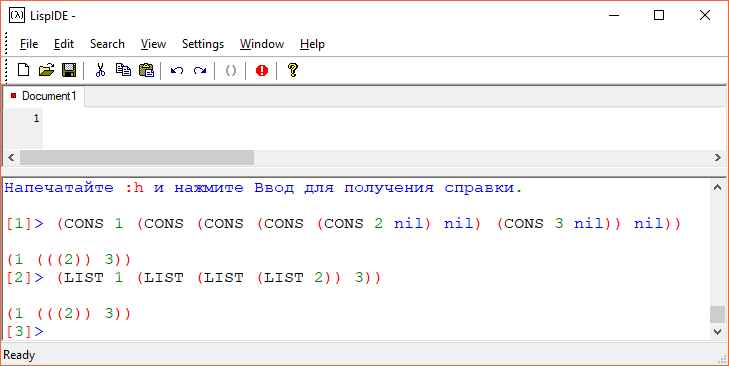 (λ) LispIDE -
File Edit Search View Settings Window Help
() ! ?
Document1
1
Напечатайте :h и нажмите Ввод для получения справки.
[1]> (CONS 1 (CONS (CONS (CONS (CONS 2 nil) nil) (CONS 3 nil)) nil))
(1 (((2)) 3))
[2]> (LIST 1 (LIST (LIST (LIST 2)) 3))
(1 (((2)) 3))
[3]>
Ready